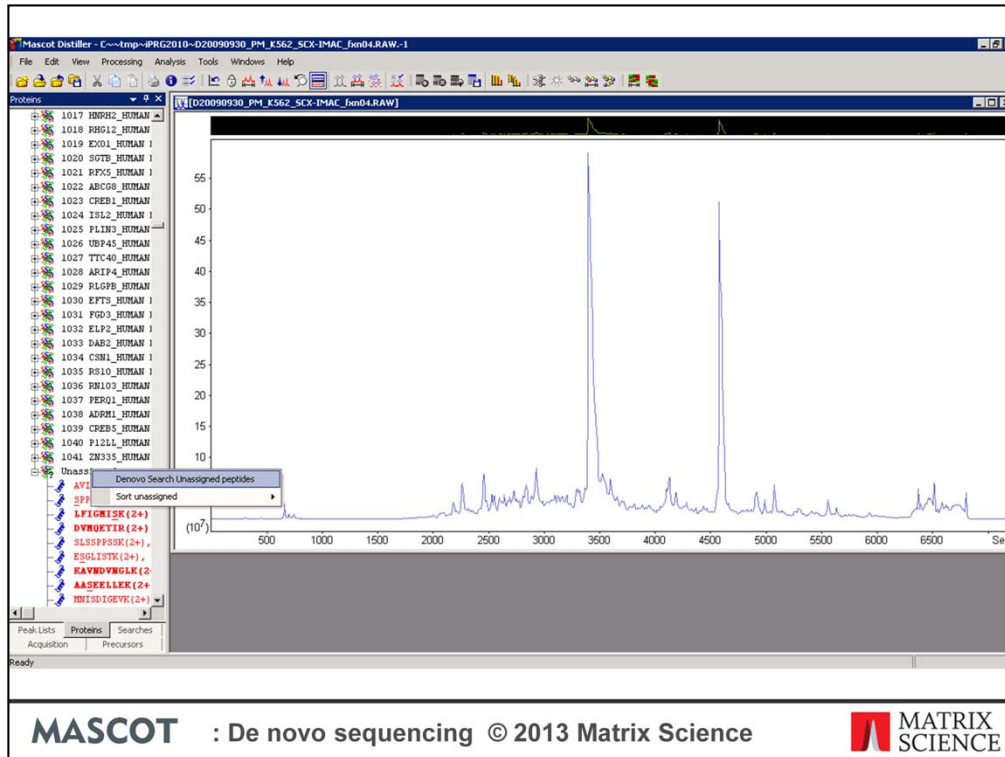 Mascot Distiller - C~~tmp~iPRG2010~D20090930_PM_K562_SCX-IMAC_fxn04.RAW.-1
File Edit View Processing Analysis Tools Windows Help
Proteins
[D20090930_PM_K562_SCX-IMAC_fxn04.RAW]
1017 HNRH2_HUMAN
1018 RHG12_HUMAN
1019 EXO1_HUMAN
1020 SGTB_HUMAN
1021 RFX5_HUMAN
1022 ABCG8_HUMAN
1023 CREB1_HUMAN
1024 ISL2_HUMAN
1025 PLIN3_HUMAN
1026 UBP45_HUMAN
1027 TTC40_HUMAN
1028 ARIP4_HUMAN
1029 RLGPB_HUMAN
1030 EFTS_HUMAN
1031 FGD3_HUMAN
1032 ELP2_HUMAN
1033 DAB2_HUMAN
1034 CSN1_HUMAN
1035 RS10_HUMAN
1036 RN103_HUMAN
1037 PERQ1_HUMAN
1038 ADRM1_HUMAN
1039 CREB5_HUMAN
1040 P12LL_HUMAN
1041 ZN335_HUMAN
Unass
Denovo Search Unassigned peptides
Sort unassigned
AVI
SPP
LFIGMISK(2+)
DVMQETIR(2+)
SLSSPPSSK(2+),
ESGLISTK(2+),
KAVNDVNGLK(2
AASEELLEK(2+
MNISDIGEVK(2+)
55
50
45
40
35
30
25
20
15
10
(10⁷)
500 1000 1500 2000 2500 3000 3500 4000 4500 5000 5500 6000 6500 Se
Peak Lists Proteins Searches
Acquisition Precursors
Ready
MASCOT : De novo sequencing © 2013 Matrix Science
MATRIX
SCIENCE